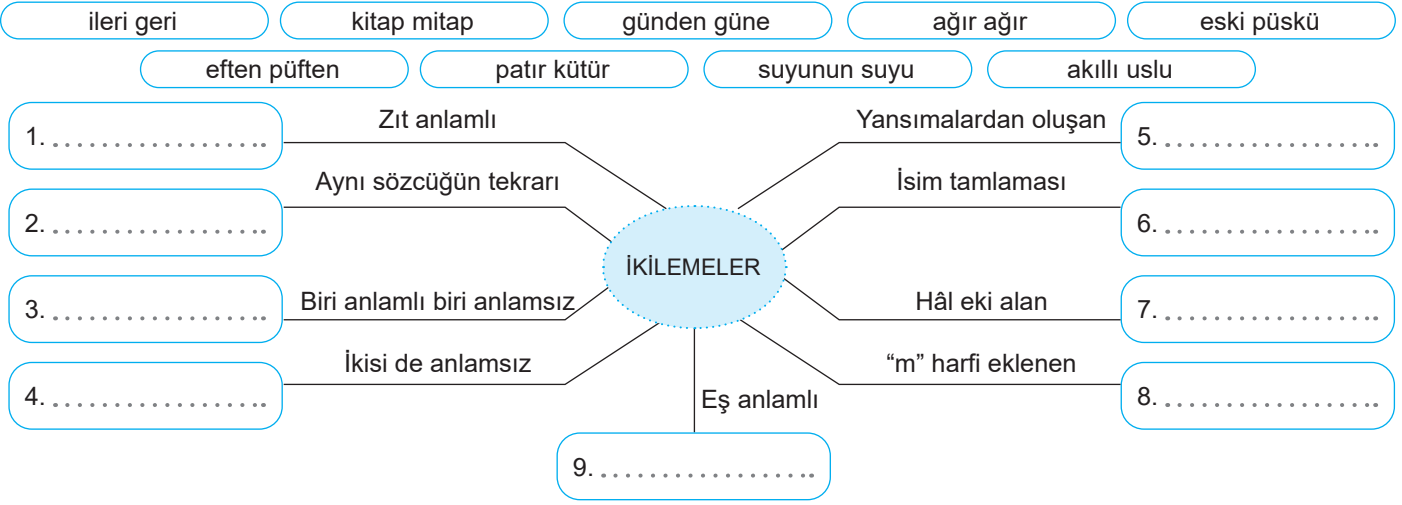 ileri geri kitap mitap günden güne ağır ağır eski püskü
eften püften patır kütür suyunun suyu akıllı uslu
Zıt anlamlı
1. ..................
Aynı sözcüğün tekrarı
2. ..................
Biri anlamlı biri anlamsız
3. ..................
İkisi de anlamsız
4. ..................
İKİLEMELER
Yansımalardan oluşan
5. ..................
İsim tamlaması
6. ..................
Hâl eki alan
7. ..................
“m” harfi eklenen
8. ..................
Eş anlamlı
9. ..................